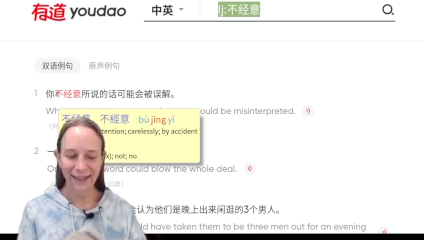 有道 youdao 中英 lj:不经意
双语例句 原声例句
1 你不经意所说的话可能会被误解。
could be misinterpreted.
不经意 不經意 bù jīng yì
attention; carelessly; by accident
not; no
2 一
word could blow the whole deal.
会认为他们是晚上出来闲逛的3个男人。
ld have taken them to be three men out for an evening